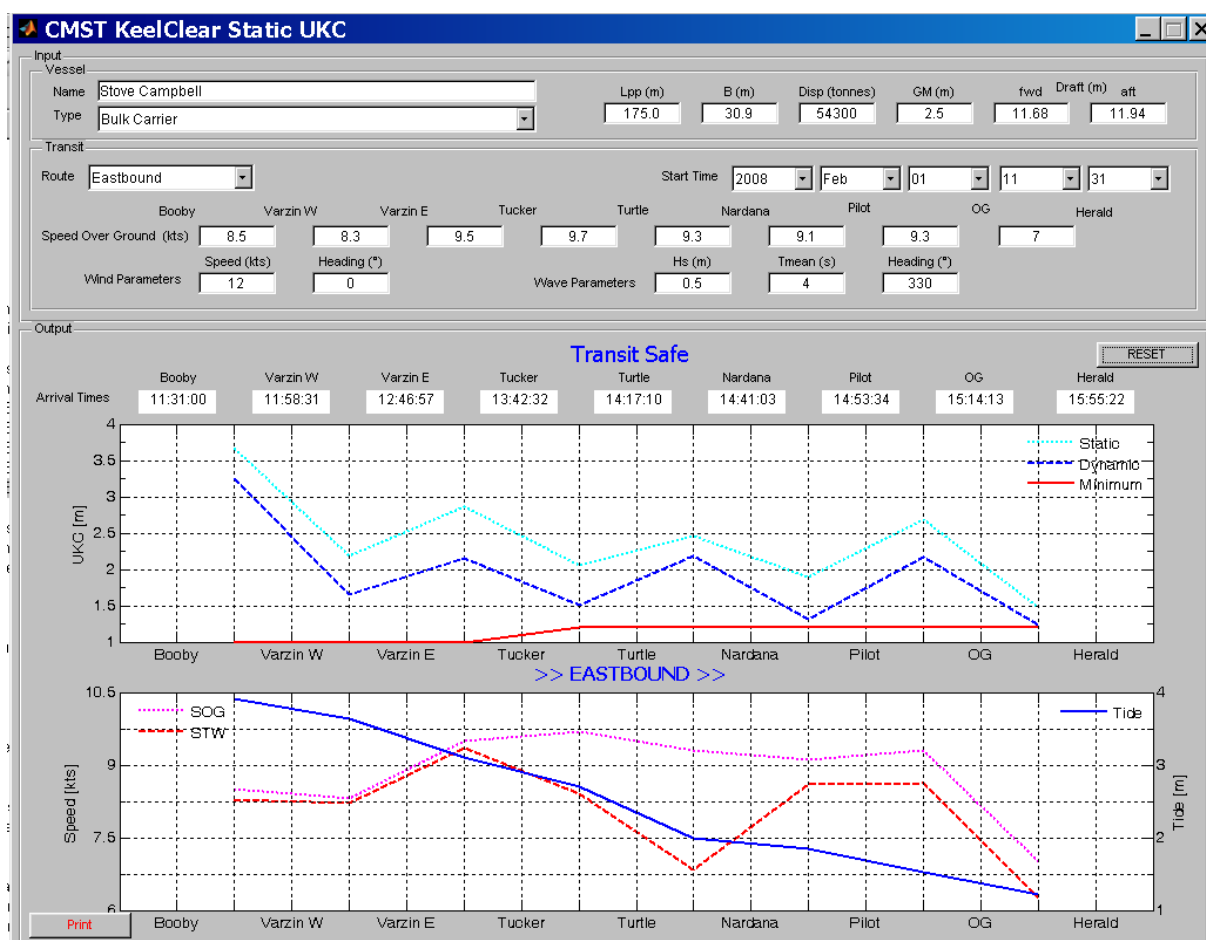 CMST KeelClear Static UKC
Input
Vessel
Name Stove Campbell Lpp (m) B (m) Disp (tonnes) GM (m) fwd Draft (m) aft
Type Bulk Carrier 175.0 30.9 54300 2.5 11.68 11.94
Transit
Route Eastbound Start Time 2008 Feb 01 11 31
Booby Varzin W Varzin E Tucker Turtle Nardana Pilot OG Herald
Speed Over Ground (kts) 8.5 8.3 9.5 9.7 9.3 9.1 9.3 7
Speed (kts) Heading (°) Hs (m) Tmean (s) Heading (°)
Wind Parameters 12 0 Wave Parameters 0.5 4 330
Output
Transit Safe RESET
Booby Varzin W Varzin E Tucker Turtle Nardana Pilot OG Herald
Arrival Times 11:31:00 11:58:31 12:46:57 13:42:32 14:17:10 14:41:03 14:53:34 15:14:13 15:55:22
4
Static
3.5
Dynamic
Minimum
3
UKC [m]
2.5
2
1.5
1
Booby Varzin W Varzin E Tucker Turtle Nardana Pilot OG Herald
>> EASTBOUND >>
10.5 4
SOG Tide
STW
9 3
Speed [kts] Tide [m]
7.5 2
6 1
Print Booby Varzin W Varzin E Tucker Turtle Nardana Pilot OG Herald